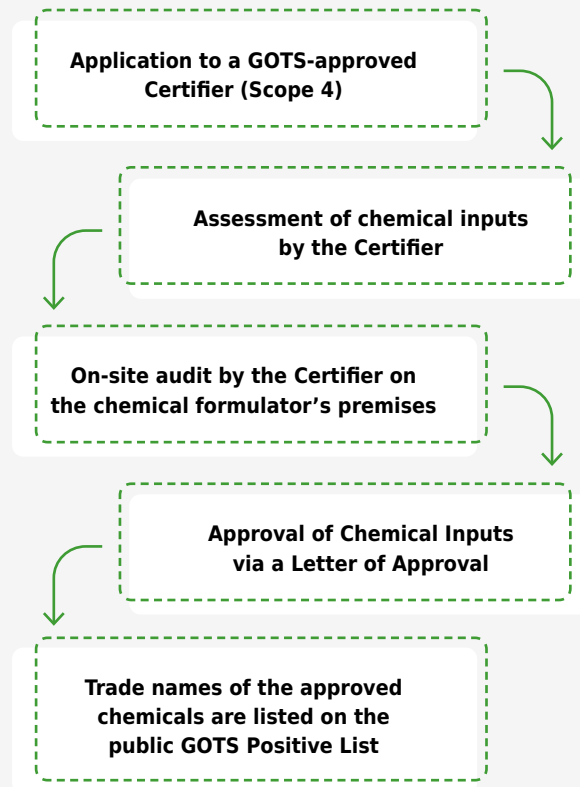 Application to a GOTS-approved
Certifier (Scope 4)
Assessment of chemical inputs
by the Certifier
On-site audit by the Certifier on
the chemical formulator’s premises
Approval of Chemical Inputs
via a Letter of Approval
Trade names of the approved
chemicals are listed on the
public GOTS Positive List